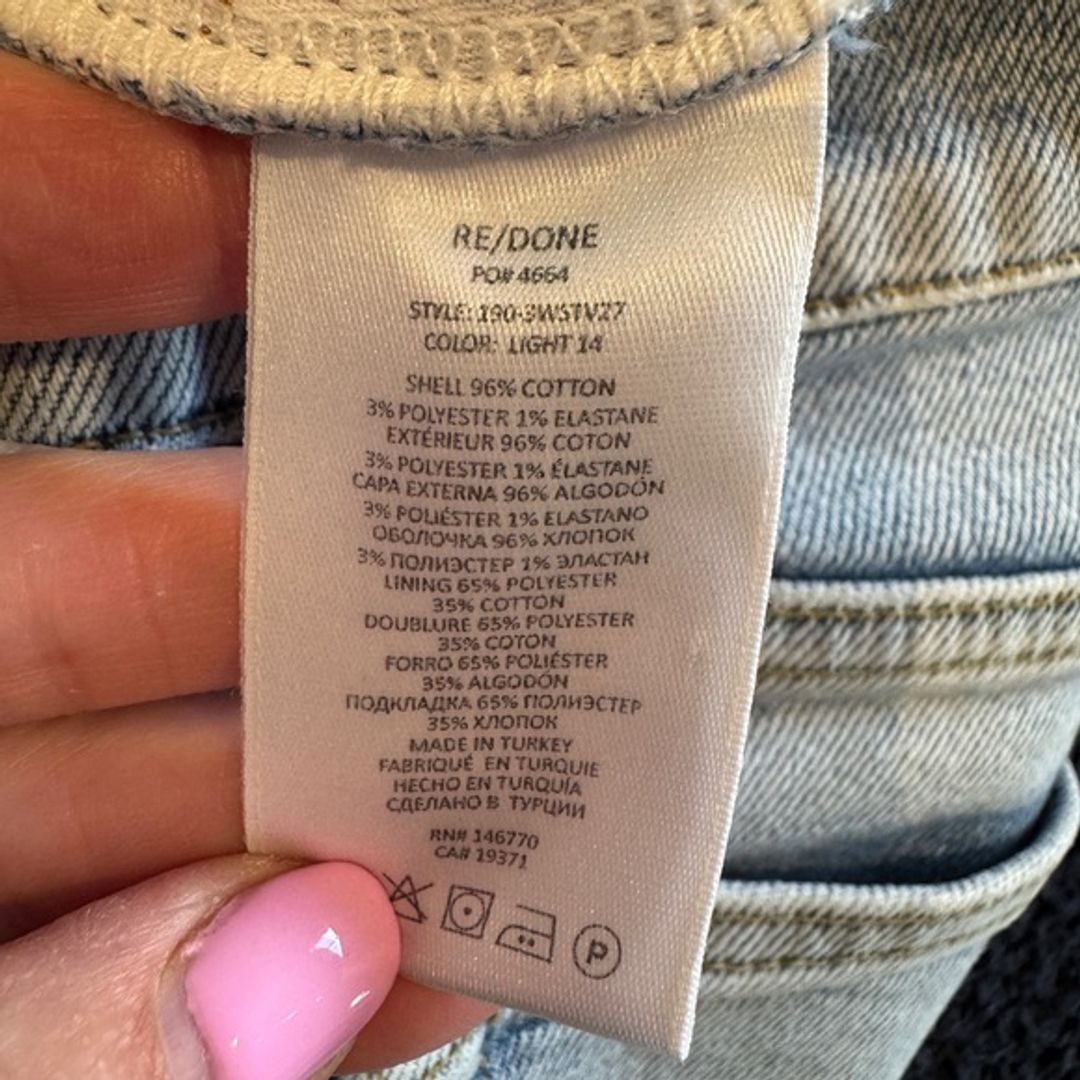 RE/DONE
PO# 4664
STYLE: 190-3WSTV27
COLOR: LIGHT 14
SHELL 96% COTTON
3% POLYESTER 1% ELASTANE
EXTÉRIEUR 96% COTON
3% POLYESTER 1% ÉLASTANE
CAPA EXTERNA 96% ALGODÓN
3% POLIÉSTER 1% ELASTANO
ОБОЛОЧКА 96% ХЛОПОК
3% ПОЛИЭСТЕР 1% ЭЛАСТАН
LINING 65% POLYESTER
35% COTTON
DOUBLURE 65% POLYESTER
35% COTON
FORRO 65% POLIÉSTER
35% ALGODÓN
ПОДКЛАДКА 65% ПОЛИЭСТЕР
35% ХЛОПОК
MADE IN TURKEY
FABRIQUÉ EN TURQUIE
HECHO EN TURQUÍA
СДЕЛАНО В ТУРЦИИ
RN# 146770
CA# 19371
P